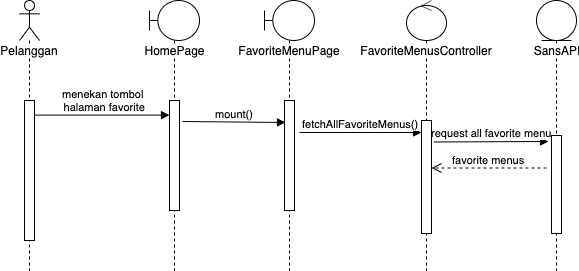 Pelanggan
HomePage
FavoriteMenuPage
FavoriteMenusController
SansAPI
menekan tombol
halaman favorite
mount()
fetchAllFavoriteMenus()
request all favorite menu
favorite menus